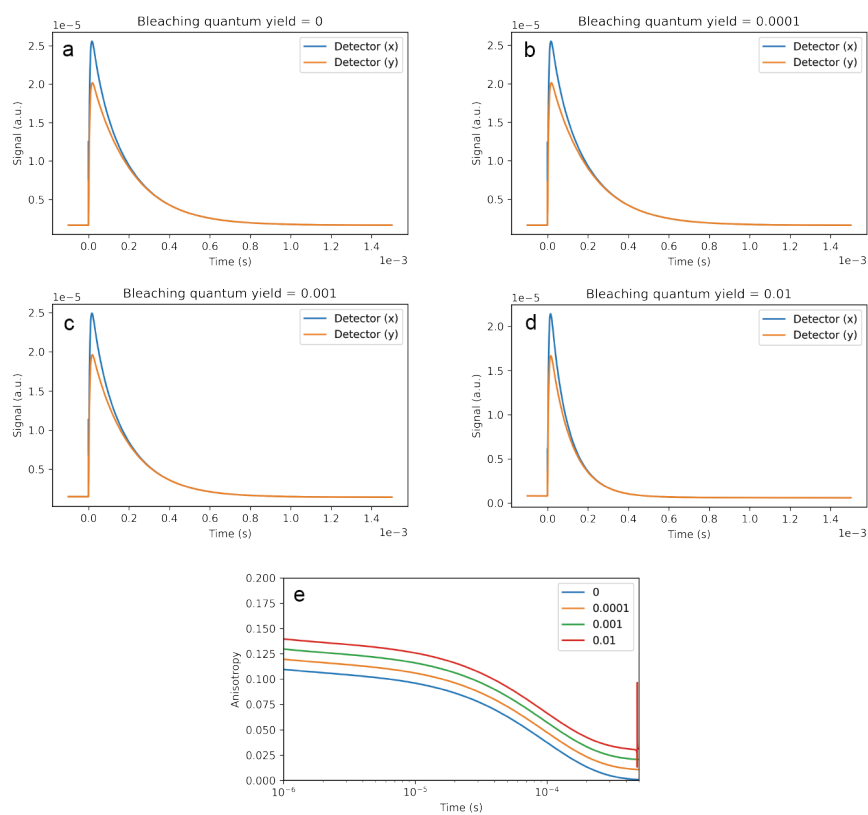 Bleaching quantum yield = 0
1e−5
a
Detector (x)
Detector (y)
2.5
2.0
1.5
1.0
0.5
Signal (a.u.)
0.0 0.2 0.4 0.6 0.8 1.0 1.2 1.4
Time (s)
1e−3
Bleaching quantum yield = 0.0001
1e−5
b
Detector (x)
Detector (y)
2.5
2.0
1.5
1.0
0.5
Signal (a.u.)
0.0 0.2 0.4 0.6 0.8 1.0 1.2 1.4
Time (s)
1e−3
Bleaching quantum yield = 0.001
1e−5
c
Detector (x)
Detector (y)
2.5
2.0
1.5
1.0
0.5
Signal (a.u.)
0.0 0.2 0.4 0.6 0.8 1.0 1.2 1.4
Time (s)
1e−3
Bleaching quantum yield = 0.01
1e−5
d
Detector (x)
Detector (y)
2.0
1.5
1.0
0.5
0.0
Signal (a.u.)
0.0 0.2 0.4 0.6 0.8 1.0 1.2 1.4
Time (s)
1e−3
e
0
0.0001
0.001
0.01
0.200
0.175
0.150
0.125
0.100
0.075
0.050
0.025
0.000
Anisotropy
10⁻⁶ 10⁻⁵ 10⁻⁴
Time (s)